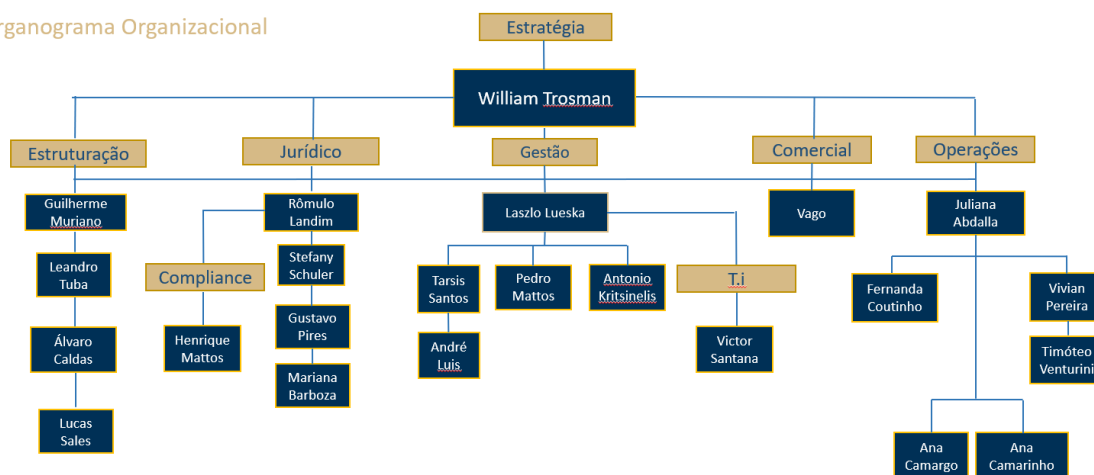 rganograma Organizacional
Estratégia
William Trosman
Estruturação
Jurídico
Gestão
Comercial
Operações
Guilherme
Muriano
Rômulo
Landim
Laszlo Lueska
Vago
Juliana
Abdalla
Leandro
Tuba
Compliance
Stefany
Schuler
Tarsis
Santos
Pedro
Mattos
Antonio
Kritsinelis
T.i
Fernanda
Coutinho
Vivian
Pereira
Álvaro
Caldas
Henrique
Mattos
Gustavo
Pires
André
Luis
Victor
Santana
Timóteo
Venturini
Mariana
Barboza
Lucas
Sales
Ana
Camargo
Ana
Camarinho